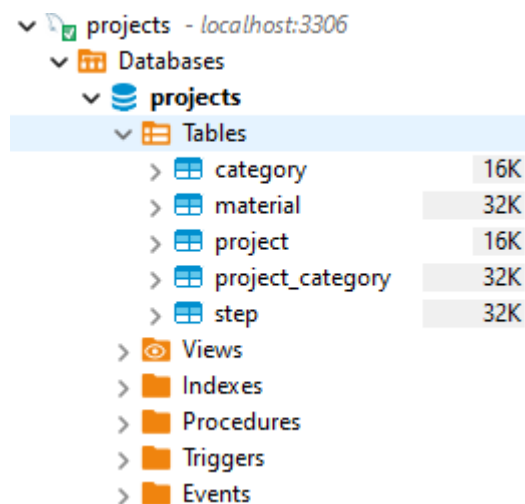 projects - localhost:3306
Databases
projects
Tables
category 16K
material 32K
project 16K
project_category 32K
step 32K
Views
Indexes
Procedures
Triggers
Events